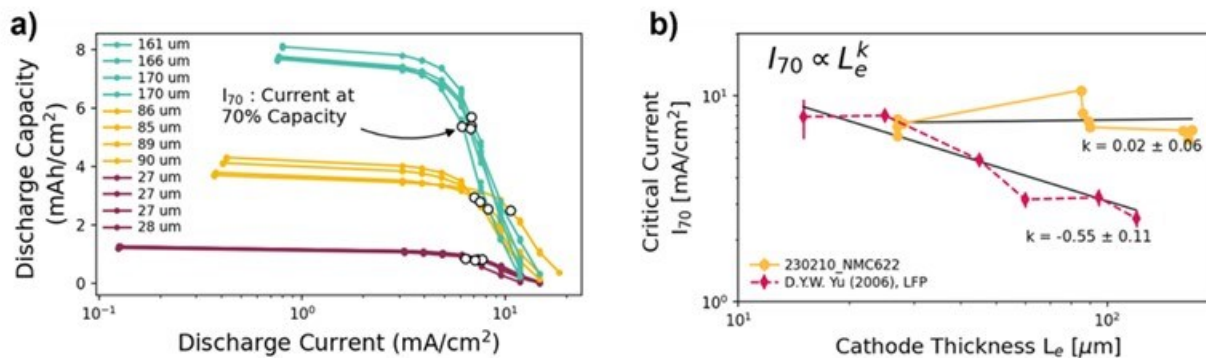 a)
161 um
166 um
170 um
170 um
86 um
85 um
89 um
90 um
27 um
27 um
27 um
28 um
I₇₀ : Current at
70% Capacity
8
6
4
2
0
Discharge Capacity
(mAh/cm²)
10⁻¹
10⁰
10¹
Discharge Current (mA/cm²)
b)
I₇₀ ∝ Lₑᵏ
k = 0.02 ± 0.06
k = -0.55 ± 0.11
230210_NMC622
D.Y.W. Yu (2006), LFP
10¹
10⁰
Critical Current
I₇₀ [mA/cm²]
10¹
10²
Cathode Thickness Lₑ [μm]